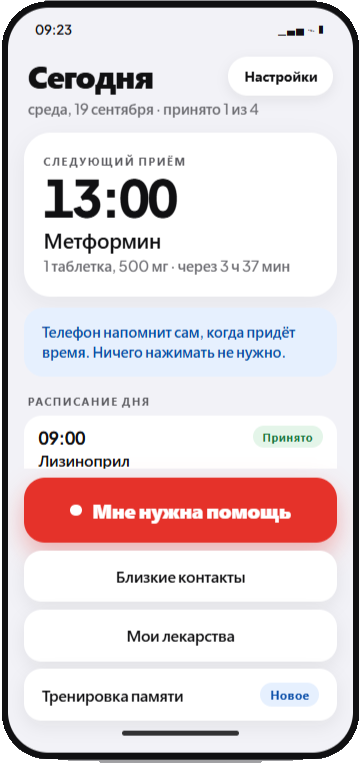 09:23
Сегодня
Настройки
среда, 19 сентября · принято 1 из 4
СЛЕДУЮЩИЙ ПРИЁМ
13:00
Метформин
1 таблетка, 500 мг · через 3 ч 37 мин
Телефон напомнит сам, когда придёт
время. Ничего нажимать не нужно.
РАСПИСАНИЕ ДНЯ
09:00
Принято
Лизиноприл
Мне нужна помощь
Близкие контакты
Мои лекарства
Тренировка памяти
Новое